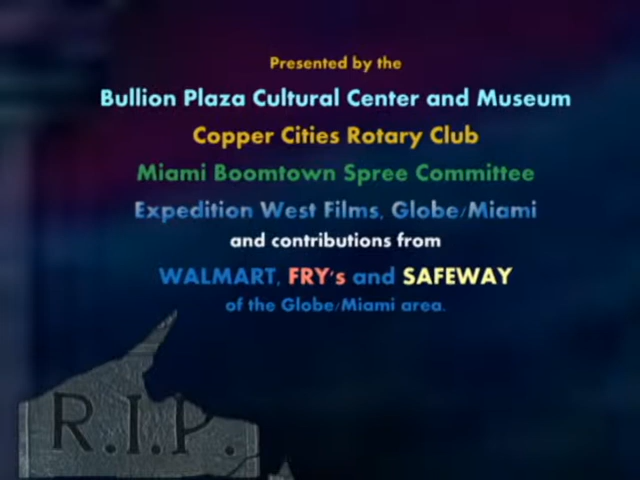 Presented by the
Bullion Plaza Cultural Center and Museum
Copper Cities Rotary Club
Miami Boomtown Spree Committee
Expedition West Films, Globe/Miami
and contributions from
WALMART, FRY's and SAFEWAY
of the Globe/Miami area.
R.I.P.